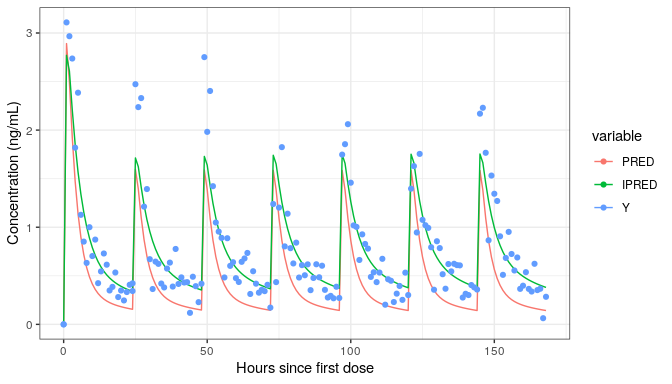 3
2
1
0
Concentration (ng/mL)
0
50
100
150
Hours since first dose
variable
PRED
IPRED
Y